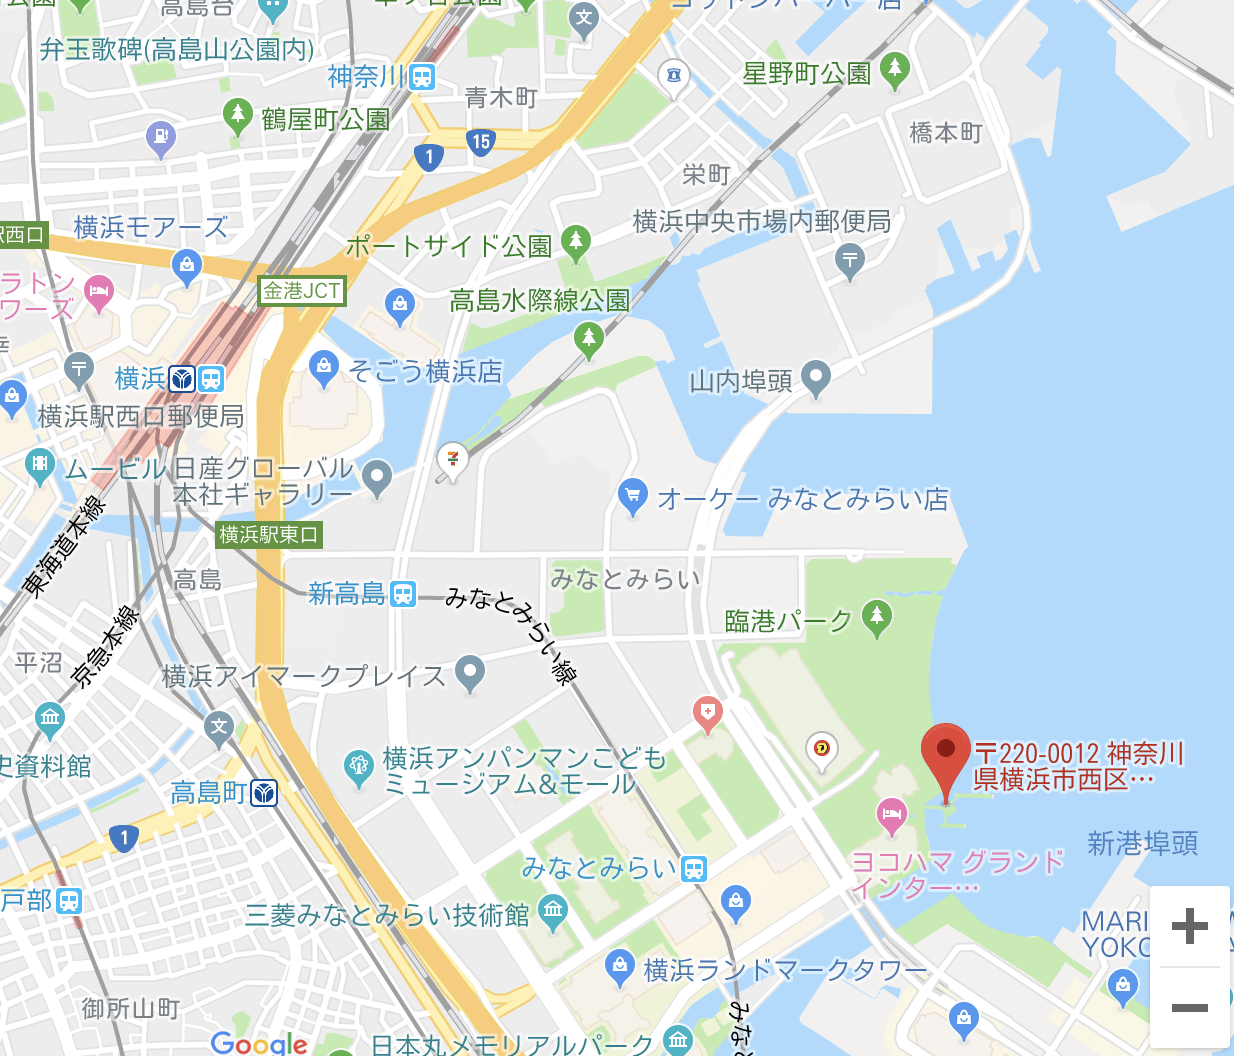 高島台
弁玉歌碑(高島山公園内)
神奈川
青木町
星野町公園
鶴屋町公園
橋本町
15
1
栄町
横浜中央市場内郵便局
横浜モアーズ
駅西口
ポートサイド公園
ラトン
ワーズ
金港JCT
高島水際線公園
そごう横浜店
横浜
山内埠頭
横浜駅西口郵便局
ムービル
日産グローバル
本社ギャラリー
オーケー みなとみらい店
東海道本線
横浜駅東口
高島
新高島
みなとみらい線
みなとみらい
臨港パーク
京急本線
平沼
横浜アイマークプレイス
史資料館
横浜アンパンマンこども
ミュージアム&モール
〒220-0012 神奈川
県横浜市西区…
高島町
1
新港埠頭
みなとみらい
ヨコハマ グランド
インター…
戸部
三菱みなとみらい技術館
MARI
YOKO
横浜ランドマークタワー
御所山町
みなと
Google
日本丸メモリアルパーク